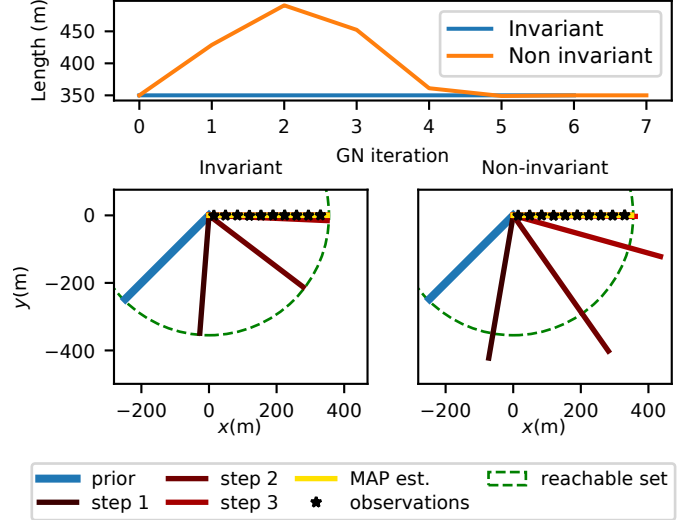 Length (m)
450
400
350
Invariant
Non invariant
0 1 2 3 4 5 6 7
GN iteration
Invariant
Non-invariant
y(m)
0
−200
−400
−200 0 200 400
x(m)
−200 0 200 400
x(m)
prior
step 1
step 2
step 3
MAP est.
observations
reachable set